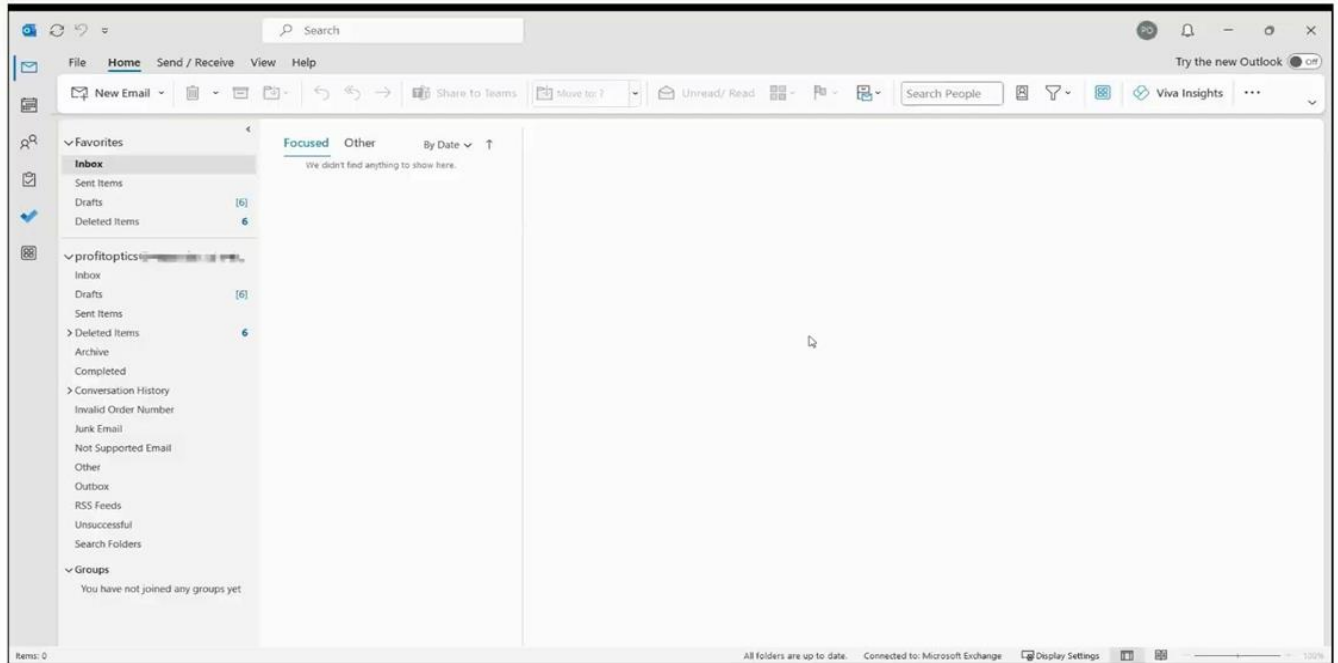 Search
PO
File Home Send / Receive View Help
Try the new Outlook Off
New Email Share to Teams Move to: ? Unread/ Read Search People Viva Insights ...
Favorites
Focused Other By Date
We didn't find anything to show here.
Inbox
Sent Items
Drafts [6]
Deleted Items 6
profitoptics
Inbox
Drafts [6]
Sent Items
Deleted Items 6
Archive
Completed
Conversation History
Invalid Order Number
Junk Email
Not Supported Email
Other
Outbox
RSS Feeds
Unsuccessful
Search Folders
Groups
You have not joined any groups yet
Items: 0
All folders are up to date. Connected to: Microsoft Exchange Display Settings 100%